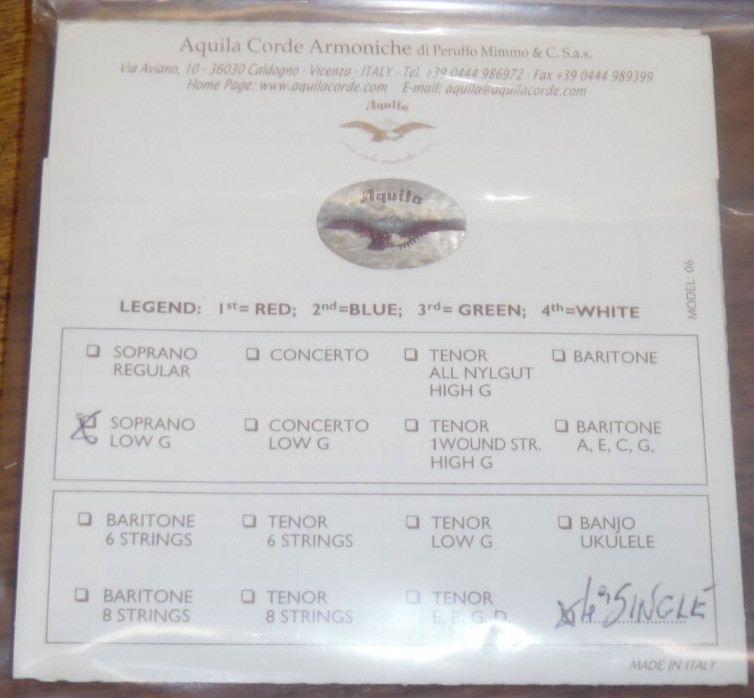 Aquila Corde Armoniche di Peruffo Mimmo & C. S.a.s.
Via Aviano, 10 - 36030 Caldogno - Vicenza - ITALY - Tel. +39 0444 986972 - Fax +39 0444 989399
Home Page: www.aquilacorde.com E-mail: aquila@aquilacorde.com
Aquila
corde armoniche
Aquila
MODEL: 06
LEGEND: 1st= RED; 2nd=BLUE; 3rd= GREEN; 4th=WHITE
SOPRANO REGULAR
CONCERTO
TENOR ALL NYLGUT HIGH G
BARITONE
SOPRANO LOW G
CONCERTO LOW G
TENOR 1WOUND STR. HIGH G
BARITONE A, E, C, G,
BARITONE 6 STRINGS
TENOR 6 STRINGS
TENOR LOW G
BANJO UKULELE
BARITONE 8 STRINGS
TENOR 8 STRINGS
TENOR E, B, G, D,
4a SINGLE
MADE IN ITALY